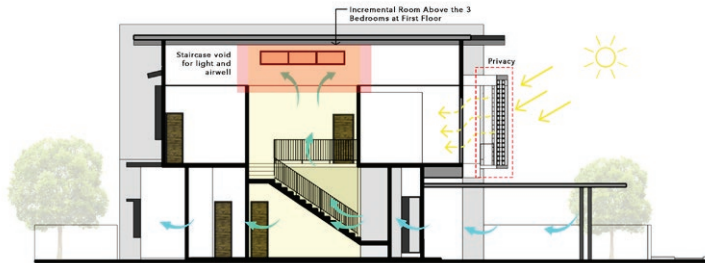 Incremental Room Above the 3
Bedrooms at First Floor
Staircase void
for light and
airwell
Privacy